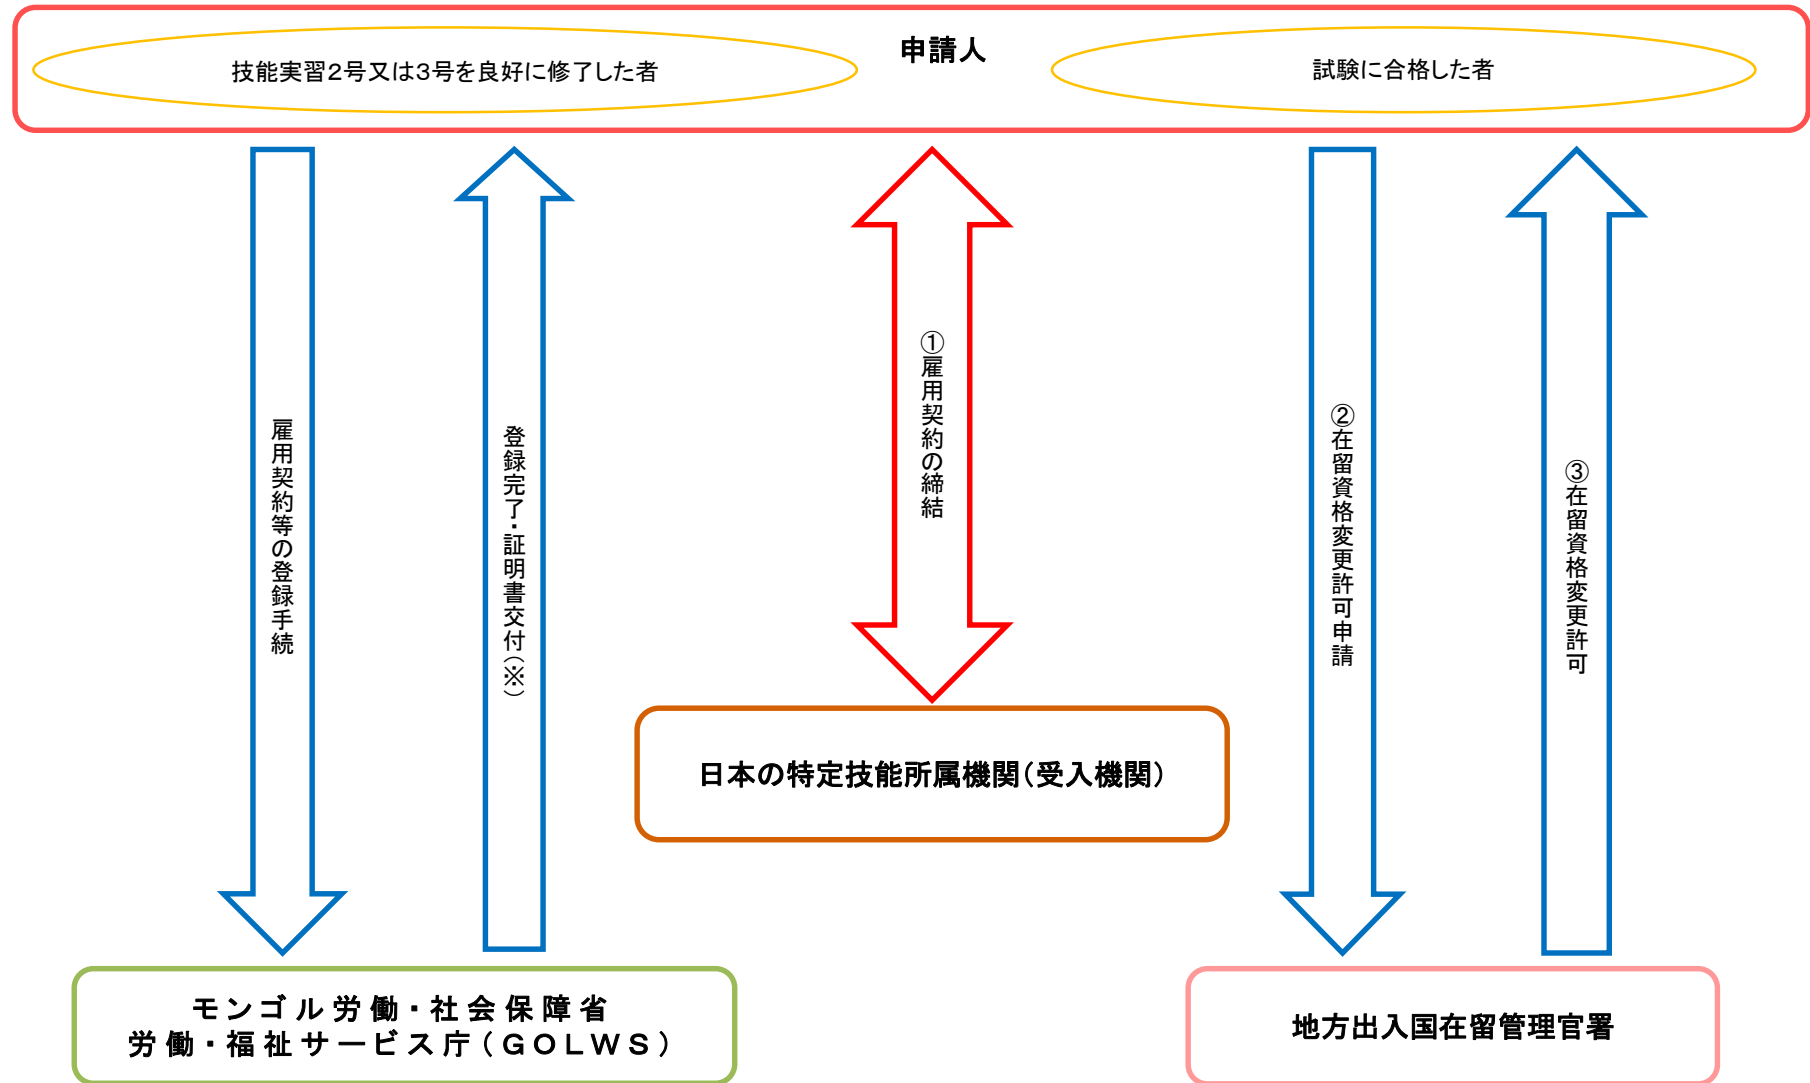 申請人
技能実習2号又は3号を良好に修了した者
試験に合格した者
雇用契約等の登録手続
登録完了・証明書交付(※)
①雇用契約の締結
②在留資格変更許可申請
③在留資格変更許可
日本の特定技能所属機関(受入機関)
モンゴル労働・社会保障省
労働・福祉サービス庁(GOLWS)
地方出入国在留管理官署